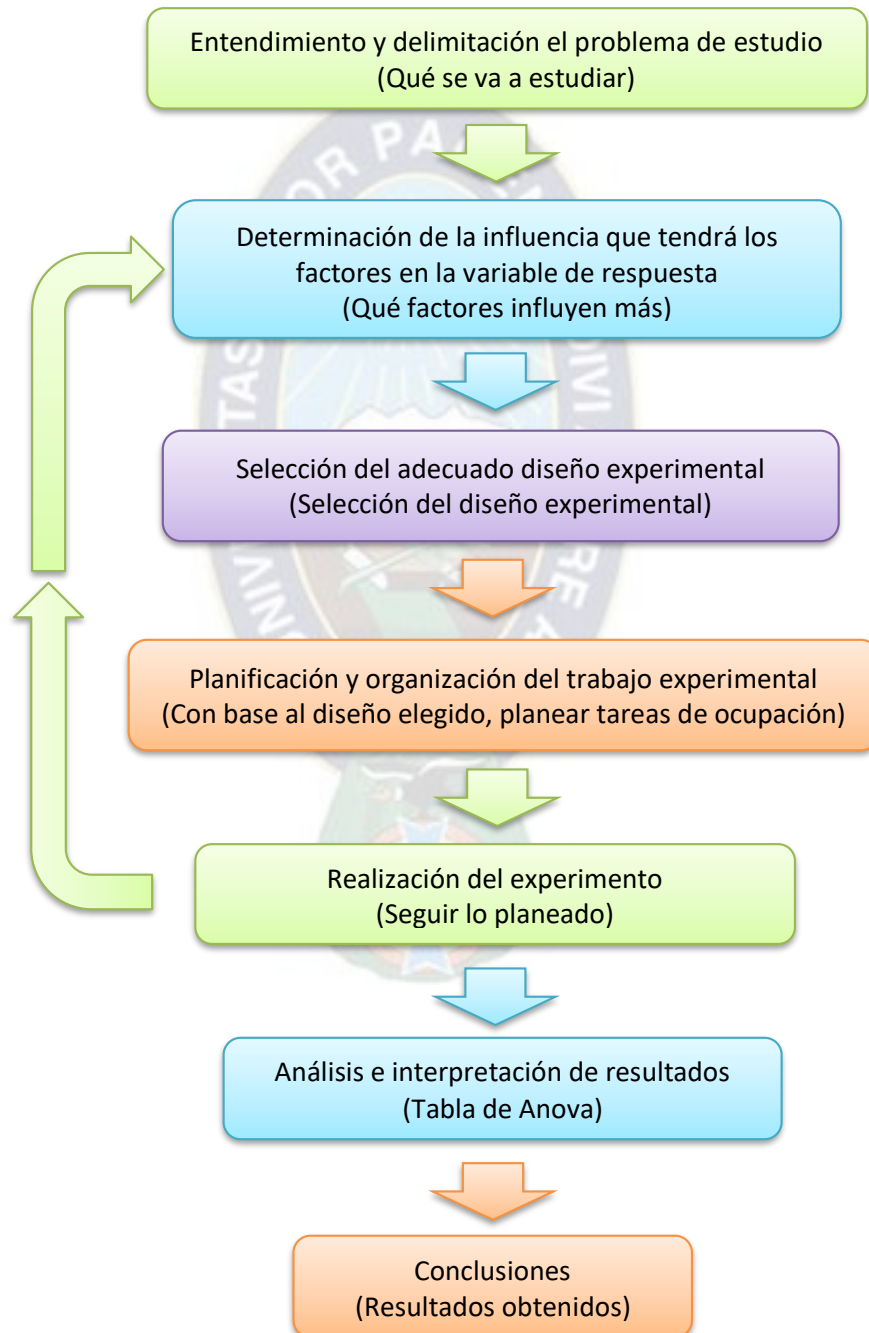 Entendimiento y delimitación el problema de estudio
(Qué se va a estudiar)
Determinación de la influencia que tendrá los
factores en la variable de respuesta
(Qué factores influyen más)
Selección del adecuado diseño experimental
(Selección del diseño experimental)
Planificación y organización del trabajo experimental
(Con base al diseño elegido, planear tareas de ocupación)
Realización del experimento
(Seguir lo planeado)
Análisis e interpretación de resultados
(Tabla de Anova)
Conclusiones
(Resultados obtenidos)